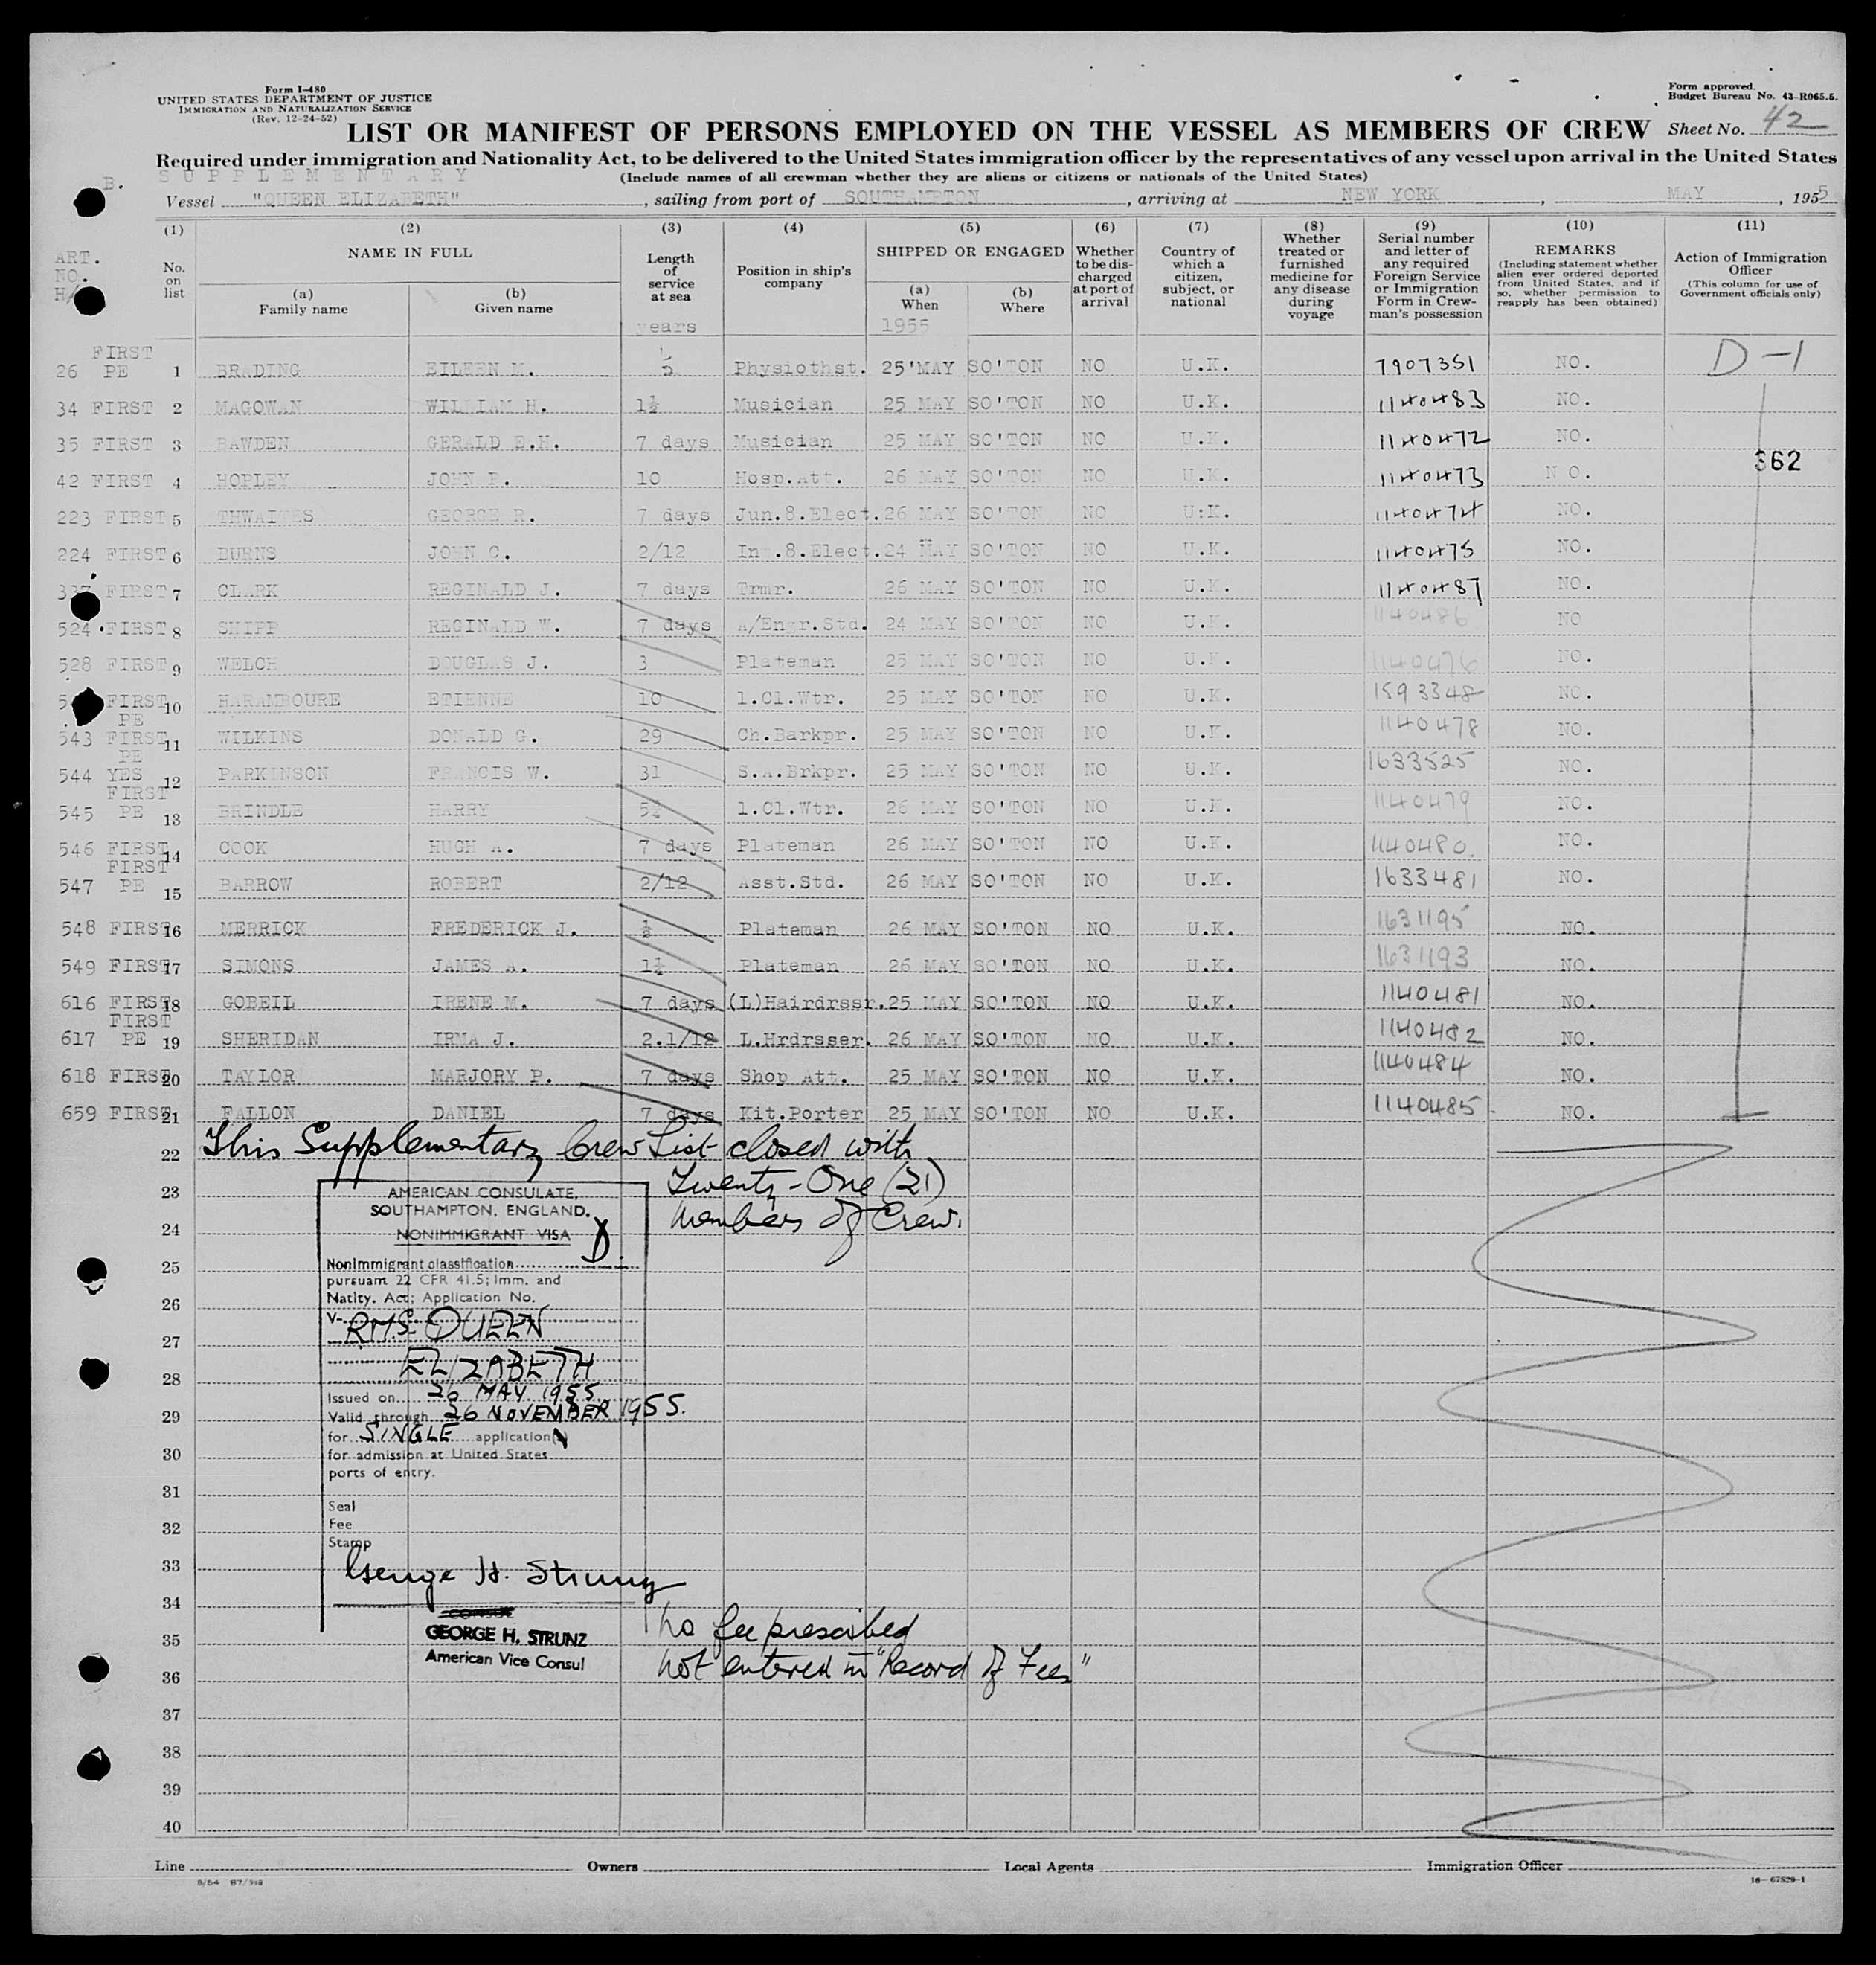 Form I-480
UNITED STATES DEPARTMENT OF JUSTICE
IMMIGRATION AND NATURALIZATION SERVICE
(Rev. 12-24-52)
Form approved.
Budget Bureau No. 43-R065.5.
LIST OR MANIFEST OF PERSONS EMPLOYED ON THE VESSEL AS MEMBERS OF CREW
Sheet No. 42
Required under immigration and Nationality Act, to be delivered to the United States immigration officer by the representatives of any vessel upon arrival in the United States
B. SUPPLEMENTARY
(Include names of all crewman whether they are aliens or citizens or nationals of the United States)
Vessel "QUEEN ELIZABETH", sailing from port of SOUTHAMPTON, arriving at NEW YORK, MAY, 1955
ART. NO. H/
(1) No. on list
(2) NAME IN FULL
(a) Family name
(b) Given name
(3) Length of service at sea
years
(4) Position in ship's company
(5) SHIPPED OR ENGAGED
(a) When
1955
(b) Where
(6) Whether to be discharged at port of arrival
(7) Country of which a citizen, subject, or national
(8) Whether treated or furnished medicine for any disease during voyage
(9) Serial number and letter of any required Foreign Service or Immigration Form in Crewman's possession
(10) REMARKS (Including statement whether alien ever ordered deported from United States, and if so, whether permission to reapply has been obtained)
(11) Action of Immigration Officer (This column for use of Government officials only)
26 FIRST PE 1 BRADING EILEEN M. Physiothst. 25'MAY SO'TON NO U.K. 7907351 NO. D-1
34 FIRST 2 MAGOWAN WILLIAM H. 1½ Musician 25 MAY SO'TON NO U.K. 1140483 NO.
35 FIRST 3 BAWDEN GERALD E.H. 7 days Musician 25 MAY SO'TON NO U.K. 1140472 NO.
362
42 FIRST 4 HOPLEY JOHN P. 10 Hosp.Att. 26 MAY SO'TON NO U.K. 1140473 NO.
223 FIRST 5 THWAITES GEORGE R. 7 days Jun.8.Elect. 26 MAY SO'TON NO U.K. 1140474 NO.
224 FIRST 6 BURNS JOHN C. 2/12 Int.8.Elect. 24 MAY SO'TON NO U.K. 1140475 NO.
337 FIRST 7 CLARK REGINALD J. 7 days Trmr. 26 MAY SO'TON NO U.K. 1140487 NO.
524 FIRST 8 SHIPP REGINALD W. 7 days A/Engr.Std. 24 MAY SO'TON NO U.K. 1140486 NO
528 FIRST 9 WELCH DOUGLAS J. 3 Plateman 25 MAY SO'TON NO U.K. 1140476 NO.
FIRST PE 10 HARAMBOURE ETIENNE 10 1.Cl.Wtr. 25 MAY SO'TON NO U.K. 1593348 NO.
543 FIRST PE 11 WILKINS DONALD G. 29 Ch.Barkpr. 25 MAY SO'TON NO U.K. 1140478 NO.
544 YES 12 PARKINSON FRANCIS W. 31 S.A.Brkpr. 25 MAY SO'TON NO U.K. 1633525 NO.
545 FIRST PE 13 BRINDLE HARRY 1.Cl.Wtr. 26 MAY SO'TON NO U.K. 1140479 NO.
546 FIRST 14 COOK HUGH A. 7 days Plateman 26 MAY SO'TON NO U.K. 1140480. NO.
547 FIRST PE 15 BARROW ROBERT 2/12 Asst.Std. 26 MAY SO'TON NO U.K. 1633481 NO.
548 FIRST 16 MERRICK FREDERICK J. ½ Plateman 26 MAY SO'TON NO U.K. 1631195 NO.
549 FIRST 17 SIMONS JAMES A. 1½ Plateman 26 MAY SO'TON NO U.K. 1631193 NO.
616 FIRST 18 GOBEIL IRENE M. 7 days (L)Hairdrssr. 25 MAY SO'TON NO U.K. 1140481 NO.
617 FIRST PE 19 SHERIDAN IRMA J. 2.1/12 L.Hrdrsser. 26 MAY SO'TON NO U.K. 1140482 NO.
618 FIRST 20 TAYLOR MARJORY P. 7 days Shop Att. 25 MAY SO'TON NO U.K. 1140484 NO.
659 FIRST 21 FALLON DANIEL 7 days Kit.Porter 25 MAY SO'TON NO U.K. 1140485 NO.
22 This Supplementary Crew List closed with
23 Twenty-One (21)
24 members of Crew.
AMERICAN CONSULATE,
SOUTHAMPTON, ENGLAND.
NONIMMIGRANT VISA
25 Nonimmigrant classification D.
pursuant 22 CFR 41.5; Imm. and
26 Natlty. Act; Application No.
27 V- RMS QUEEN
28 ELIZABETH
Issued on 26 MAY 1955
29 Valid through 26 NOVEMBER 1955.
for SINGLE application(s)
30 for admission at United States
ports of entry.
31
Seal
32 Fee
Stamp
33 George H. Strunz
34
CONSUL
35 GEORGE H. STRUNZ
American Vice Consul
no fee prescribed
36 not entered in "Record of Fees"
37
38
39
40
Line Owners Local Agents Immigration Officer
8/54 87/918
16-67529-1